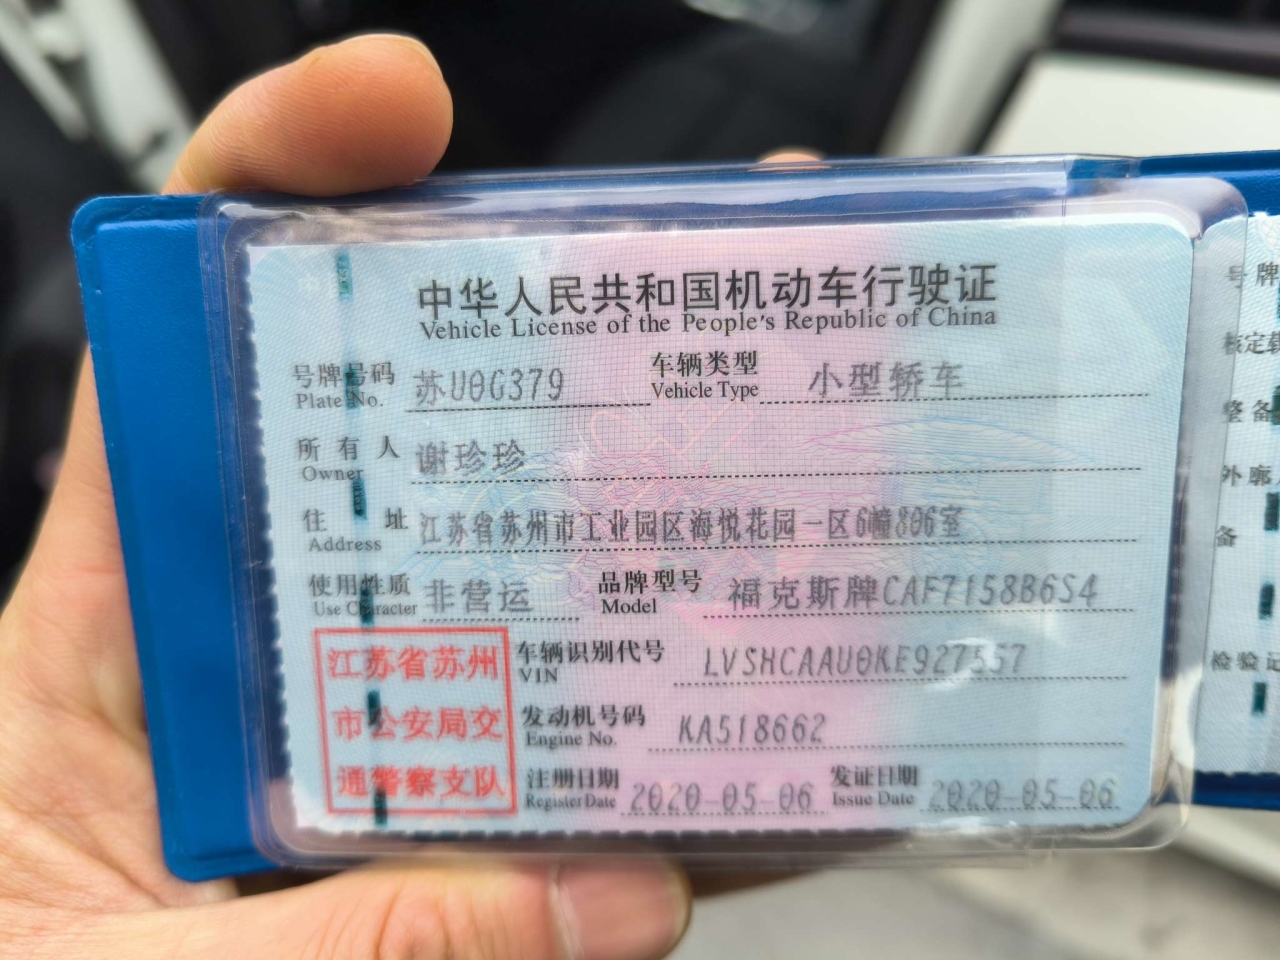 中华人民共和国机动车行驶证
Vehicle License of the People's Republic of China
号牌号码 苏U0G379 车辆类型 小型轿车
Plate No. Vehicle Type
所有人 谢珍珍
Owner
住址 江苏省苏州市工业园区海悦花园一区6幢806室
Address
使用性质 非营运 品牌型号 福克斯牌CAF7158B6S4
Use Character Model
江苏省苏州
市公安局交
通警察支队
车辆识别代号 LVSHCAAU0KE927557
VIN
发动机号码 KA518662
Engine No.
注册日期 2020-05-06 发证日期 2020-05-06
Register Date Issue Date
号牌
核定载
整备
外廓
备
检验记